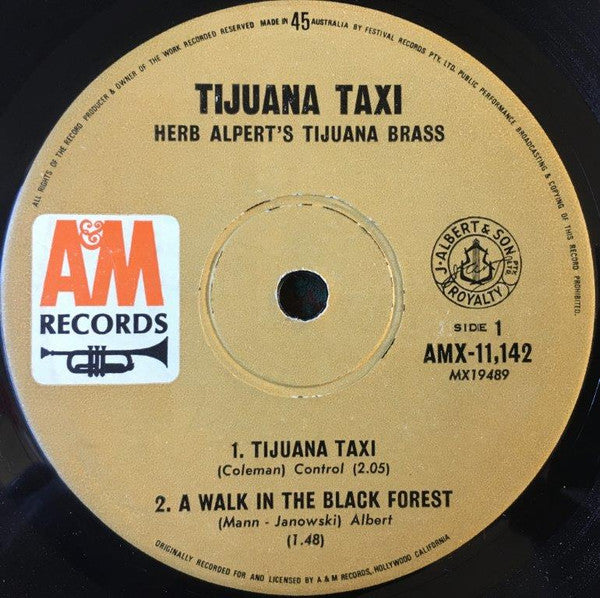 ALL RIGHTS OF THE RECORD PRODUCER & OWNER OF THE WORK RECORDED RESERVED MADE IN 45 AUSTRALIA BY FESTIVAL RECORDS PTY. LTD. PUBLIC PERFORMANCE BROADCASTING & COPYING OF THIS RECORD PROHIBITED.
TIJUANA TAXI
HERB ALPERT'S TIJUANA BRASS
A&M
RECORDS
J. ALBERT & SON PTY LTD
ROYALTY
SIDE 1
AMX-11,142
MX19489
1. TIJUANA TAXI
(Coleman) Control (2.05)
2. A WALK IN THE BLACK FOREST
(Mann - Janowski) Albert
(1.48)
ORIGINALLY RECORDED FOR AND LICENSED BY A & M RECORDS, HOLLYWOOD CALIFORNIA